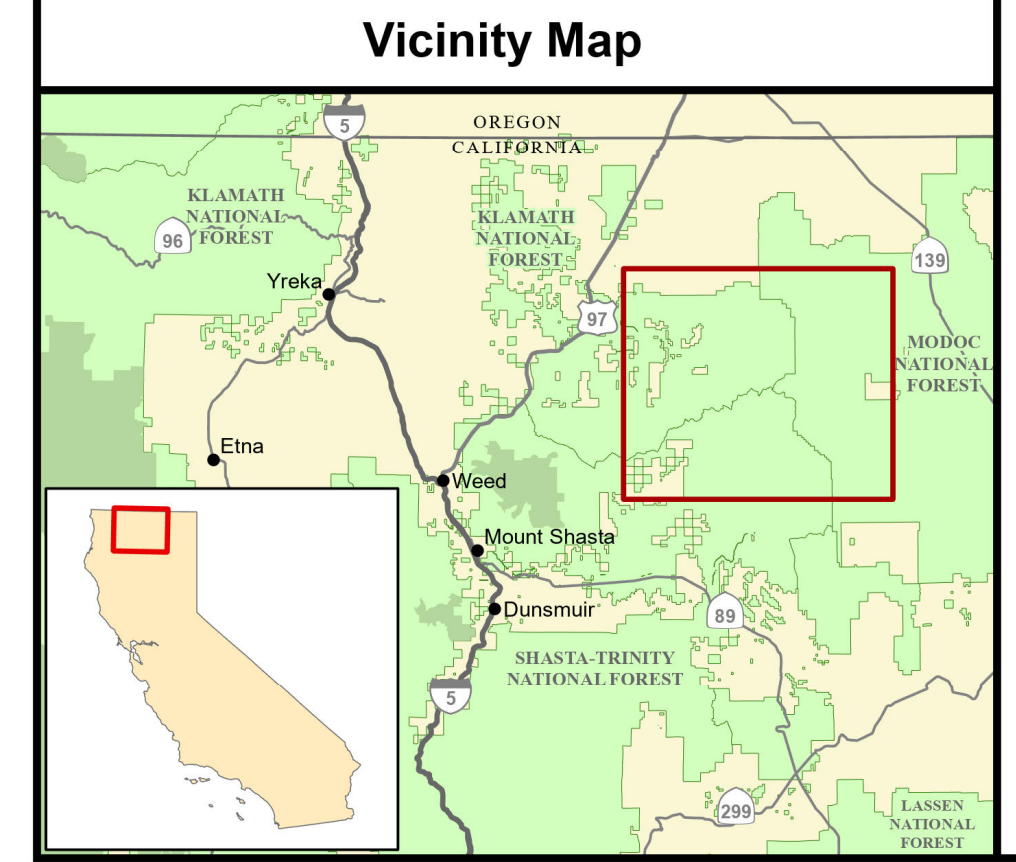 Vicinity Map
5
OREGON
CALIFORNIA
KLAMATH
NATIONAL
FOREST
96
KLAMATH
NATIONAL
FOREST
139
Yreka
97
MODOC
NATIONAL
FOREST
Etna
Weed
Mount Shasta
Dunsmuir
89
SHASTA-TRINITY
NATIONAL FOREST
5
299
LASSEN
NATIONAL
FOREST